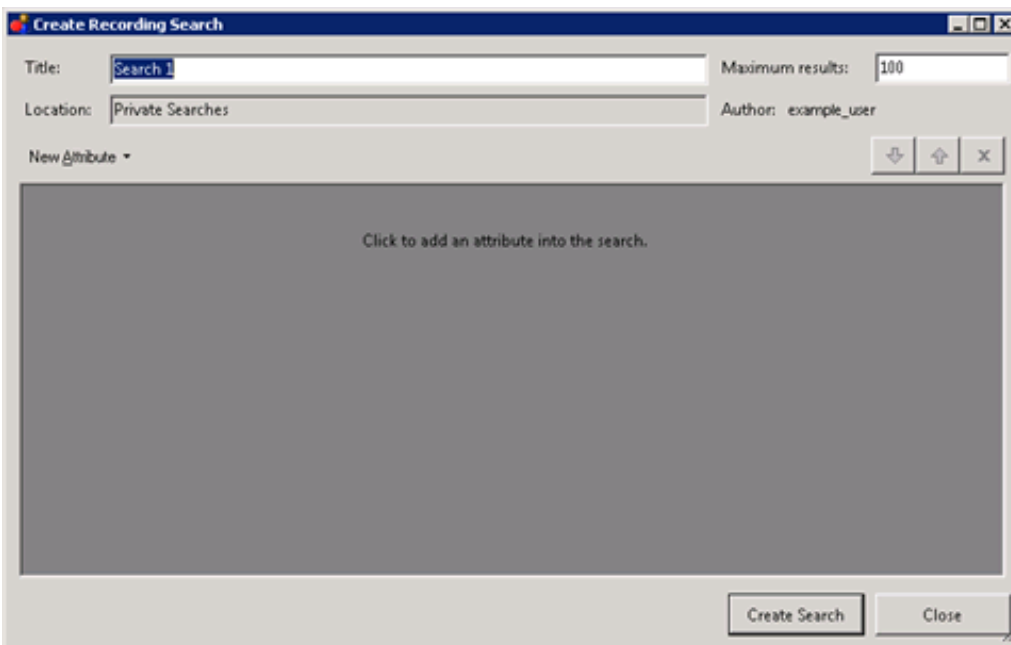 Create Recording Search
Title: Search 1 Maximum results: 100
Location: Private Searches Author: example_user
New Attribute
Click to add an attribute into the search.
Create Search Close